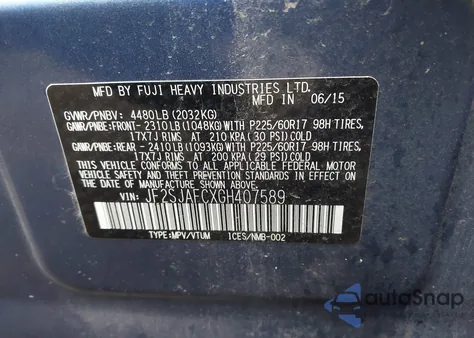 MFD BY FUJI HEAVY INDUSTRIES LTD.
MFD IN 06/15
GVWR/PNBV: 4480LB(2032KG)
GAWR/PNBE:FRONT- 2310LB(1048KG)WITH P225/60R17 98H TIRES,
17X7J RIMS AT 210 KPA(30 PSI)COLD
GAWR/PNBE:REAR- 2410LB(1093KG)WITH P225/60R17 98H TIRES,
17X7J RIMS AT 200 KPA(29 PSI)COLD
THIS VEHICLE CONFORMS TO ALL APPLICABLE FEDERAL MOTOR
VEHICLE SAFETY AND BUMPER STANDARDS IN EFFECT ON THE
DATE OF MANUFACTURE SHOWN ABOVE.
VIN: JF2SJAFCXGH407589
TYPE:MPV/VTUM ICES/NMB-002
autoSnap